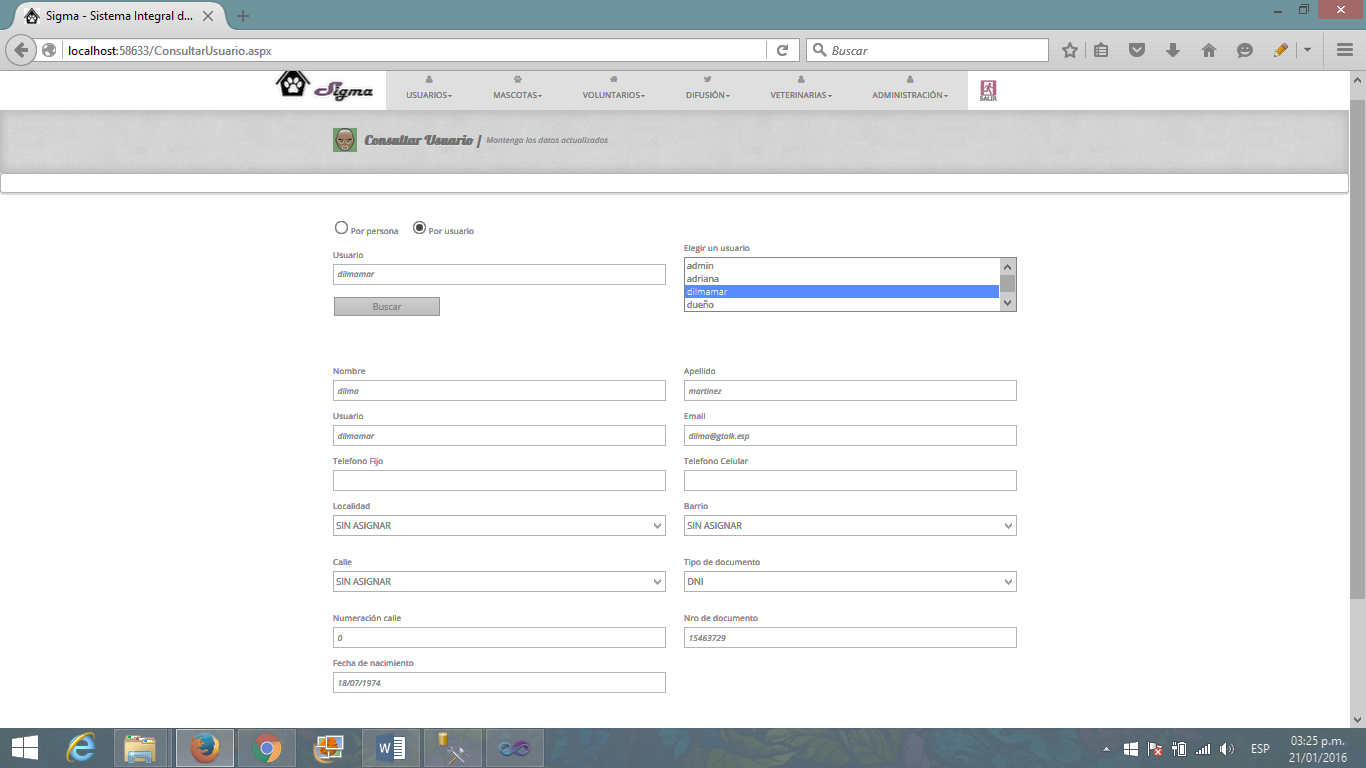 Sigma - Sistema Integral d...
localhost:58633/ConsultarUsuario.aspx
Buscar
Sigma
USUARIOS
MASCOTAS
VOLUNTARIOS
DIFUSIÓN
VETERINARIAS
ADMINISTRACIÓN
SALIR
Consultar Usuario | Mantenga los datos actualizados
Por persona
Por usuario
Usuario
dilmamar
Buscar
Elegir un usuario
admin
adriana
dilmamar
dueño
Nombre
Apellido
dilma
martinez
Usuario
Email
dilmamar
dilma@gtalk.esp
Telefono Fijo
Telefono Celular
Localidad
Barrio
SIN ASIGNAR
SIN ASIGNAR
Calle
Tipo de documento
SIN ASIGNAR
DNI
Numeración calle
Nro de documento
0
15463729
Fecha de nacimiento
18/07/1974
ESP
03:25 p.m.
21/01/2016